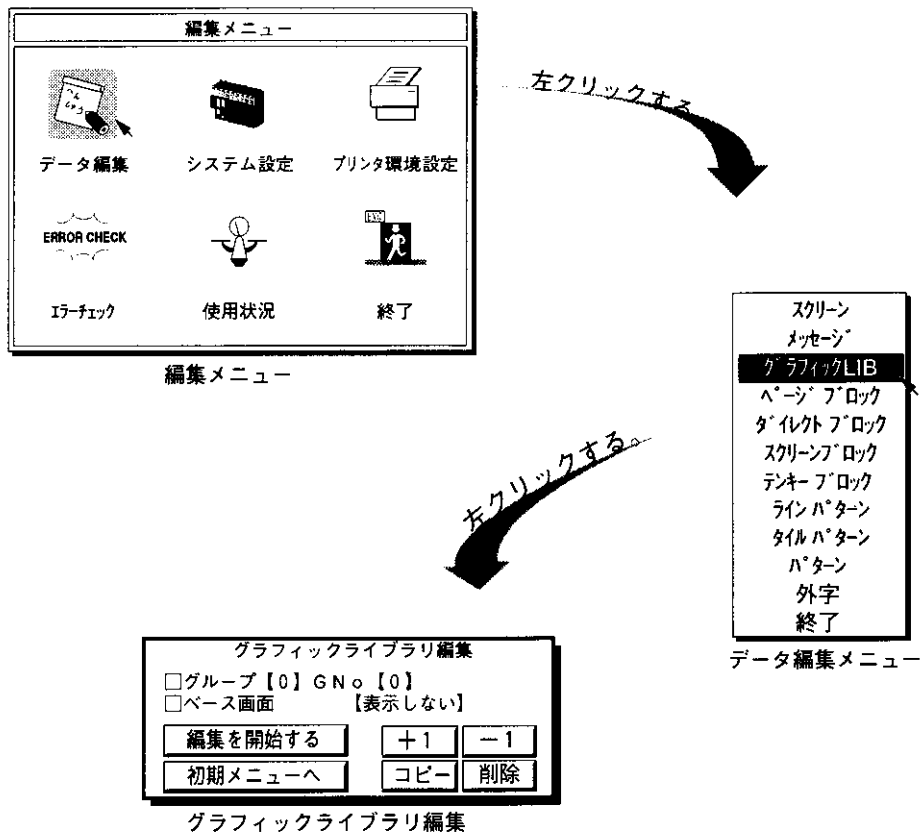 編集メニュー
へん
しゅう
データ編集 システム設定 プリンタ環境設定
ERROR CHECK
エラーチェック 使用状況 終了
編集メニュー
左クリックする。
スクリーン
メッセージ
グラフィックLIB
ページ ブロック
ダイレクト ブロック
スクリーンブロック
テンキー ブロック
ライン パターン
タイル パターン
パターン
外字
終了
データ編集メニュー
左クリックする。
グラフィックライブラリ編集
□グループ【0】GNo【0】
□ベース画面 【表示しない】
編集を開始する +1 −1
初期メニューへ コピー 削除
グラフィックライブラリ編集